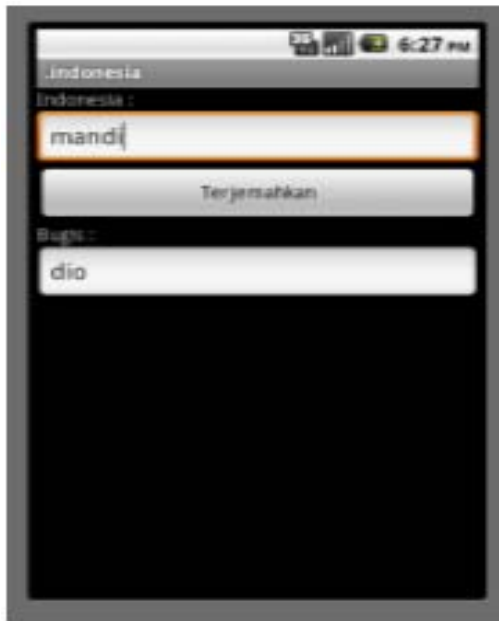 6:27 PM
.indonesia
Indonesia :
mandi
Terjemahkan
Bugis :
dio